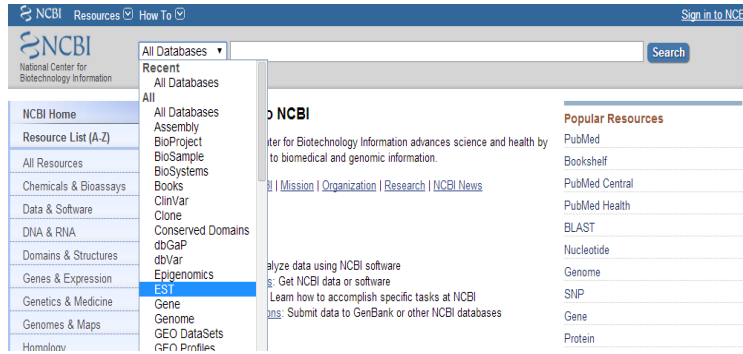 NCBI Resources How To Sign in to NCB
NCBI
National Center for
Biotechnology Information
All Databases
Search
Recent
All Databases
All
All Databases
Assembly
BioProject
BioSample
BioSystems
Books
ClinVar
Clone
Conserved Domains
dbGaP
dbVar
Epigenomics
EST
Gene
Genome
GEO DataSets
GEO Profiles
NCBI Home
Resource List (A-Z)
All Resources
Chemicals & Bioassays
Data & Software
DNA & RNA
Domains & Structures
Genes & Expression
Genetics & Medicine
Genomes & Maps
Homology
to NCBI
ter for Biotechnology Information advances science and health by
to biomedical and genomic information.
| Mission | Organization | Research | NCBI News
alyze data using NCBI software
s: Get NCBI data or software
Learn how to accomplish specific tasks at NCBI
ons: Submit data to GenBank or other NCBI databases
Popular Resources
PubMed
Bookshelf
PubMed Central
PubMed Health
BLAST
Nucleotide
Genome
SNP
Gene
Protein